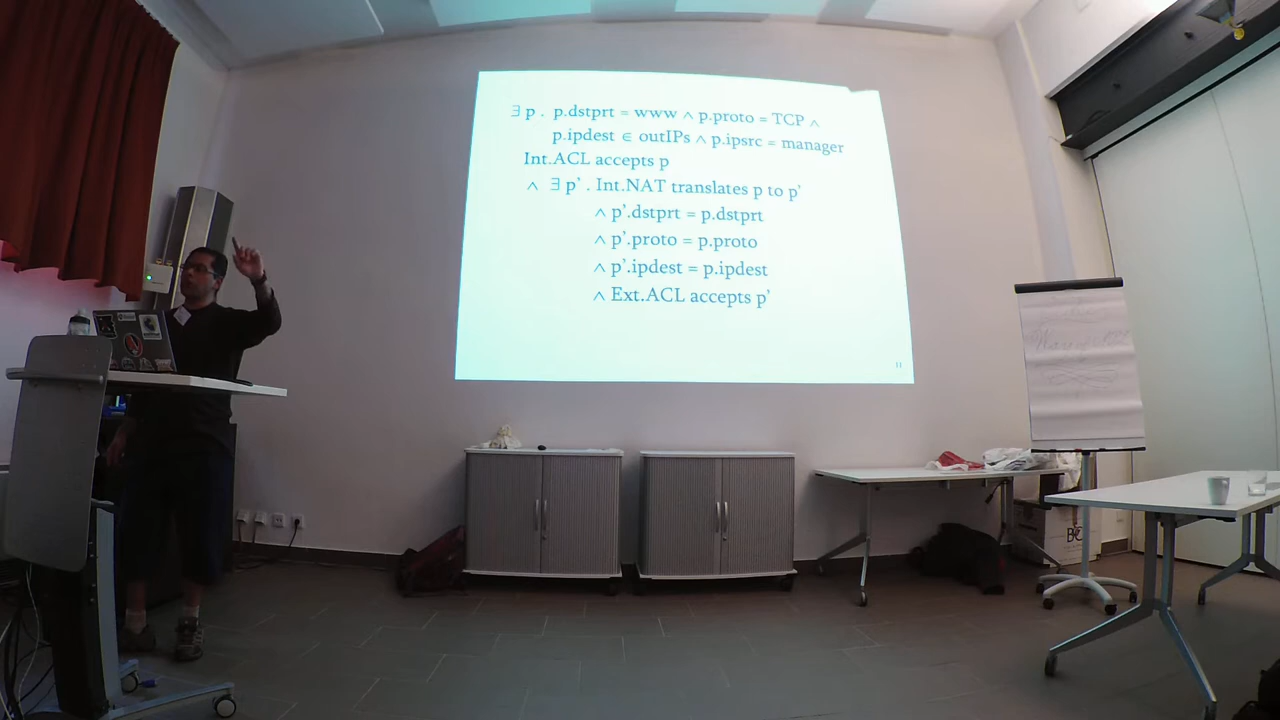 ∃ p . p.dstprt = www ∧ p.proto = TCP ∧
p.ipdest ∈ outIPs ∧ p.ipsrc = manager
Int.ACL accepts p
∧ ∃ p' . Int.NAT translates p to p'
∧ p'.dstprt = p.dstprt
∧ p'.proto = p.proto
∧ p'.ipdest = p.ipdest
∧ Ext.ACL accepts p'
11